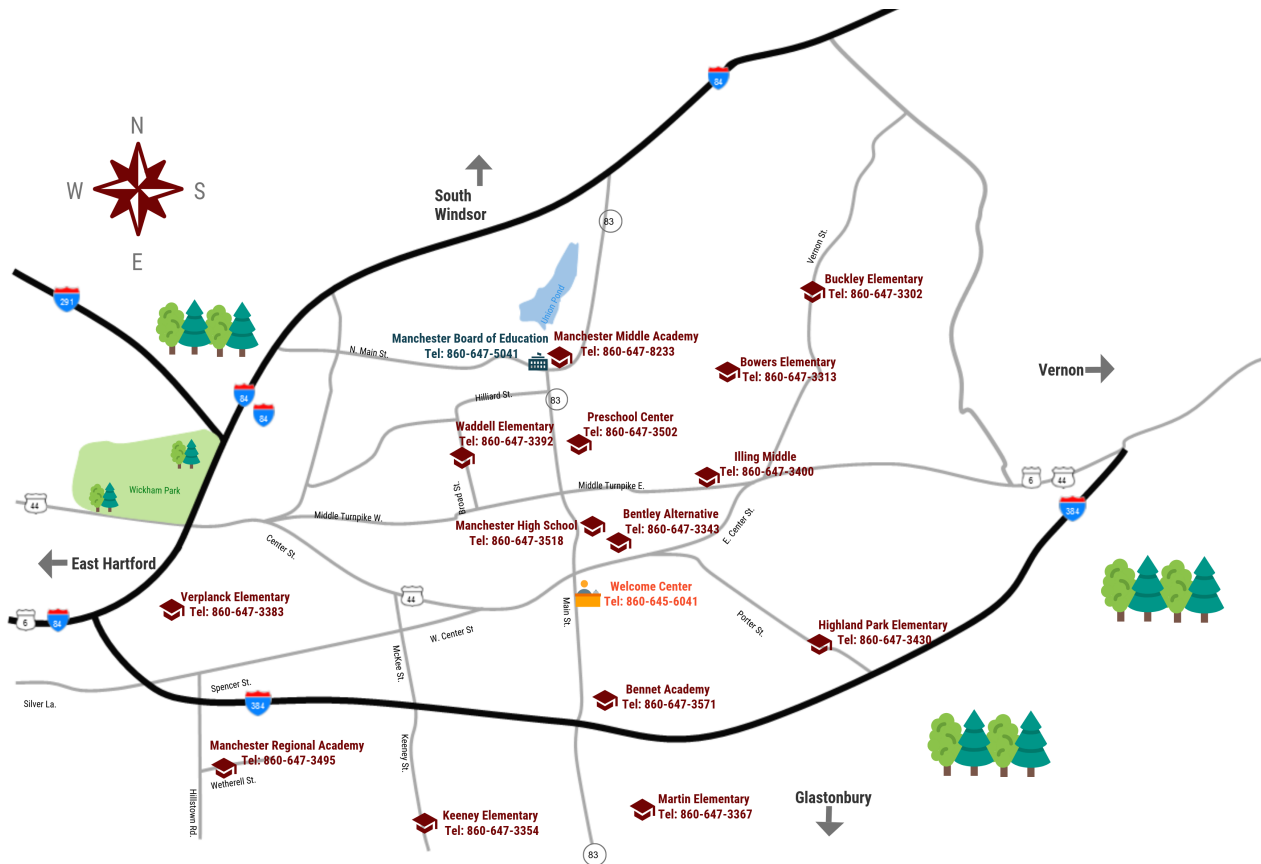 84
N
W
S
E
South
Windsor
83
Vernon St.
291
Buckley Elementary
Tel: 860-647-3302
Union Pond
Manchester Board of Education
Tel: 860-647-5041
Manchester Middle Academy
Tel: 860-647-8233
N. Main St.
Bowers Elementary
Tel: 860-647-3313
Vernon
84
84
Hilliard St.
83
Waddell Elementary
Tel: 860-647-3392
Preschool Center
Tel: 860-647-3502
Illing Middle
Tel: 860-647-3400
6
44
Wickham Park
44
Middle Turnpike E.
Broad St.
Middle Turnpike W.
384
Manchester High School
Tel: 860-647-3518
Bentley Alternative
Tel: 860-647-3343
E. Center St.
Center St.
East Hartford
Verplanck Elementary
Tel: 860-647-3383
44
Welcome Center
Tel: 860-645-6041
Main St.
6
84
W. Center St
Porter St.
Highland Park Elementary
Tel: 860-647-3430
McKee St.
Spencer St.
Silver La.
384
Bennet Academy
Tel: 860-647-3571
Manchester Regional Academy
Tel: 860-647-3495
Wetherell St.
Keeney St.
Hillstown Rd.
Keeney Elementary
Tel: 860-647-3354
Martin Elementary
Tel: 860-647-3367
Glastonbury
83